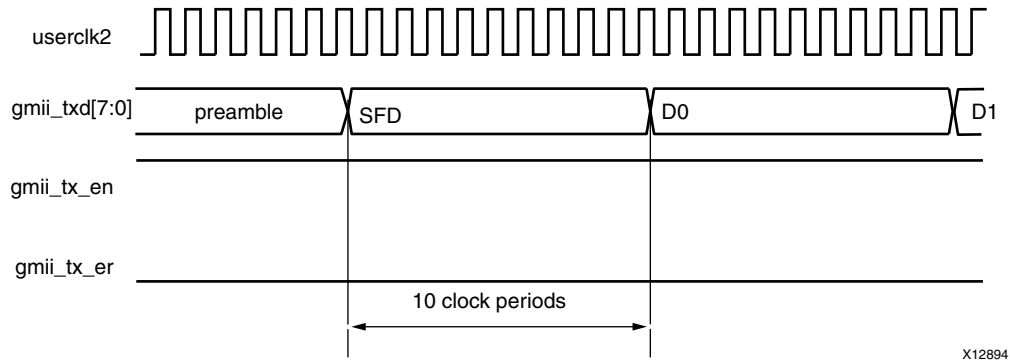 userclk2
gmii_txd[7:0] preamble SFD D0 D1
gmii_tx_en
gmii_tx_er
10 clock periods
X12894